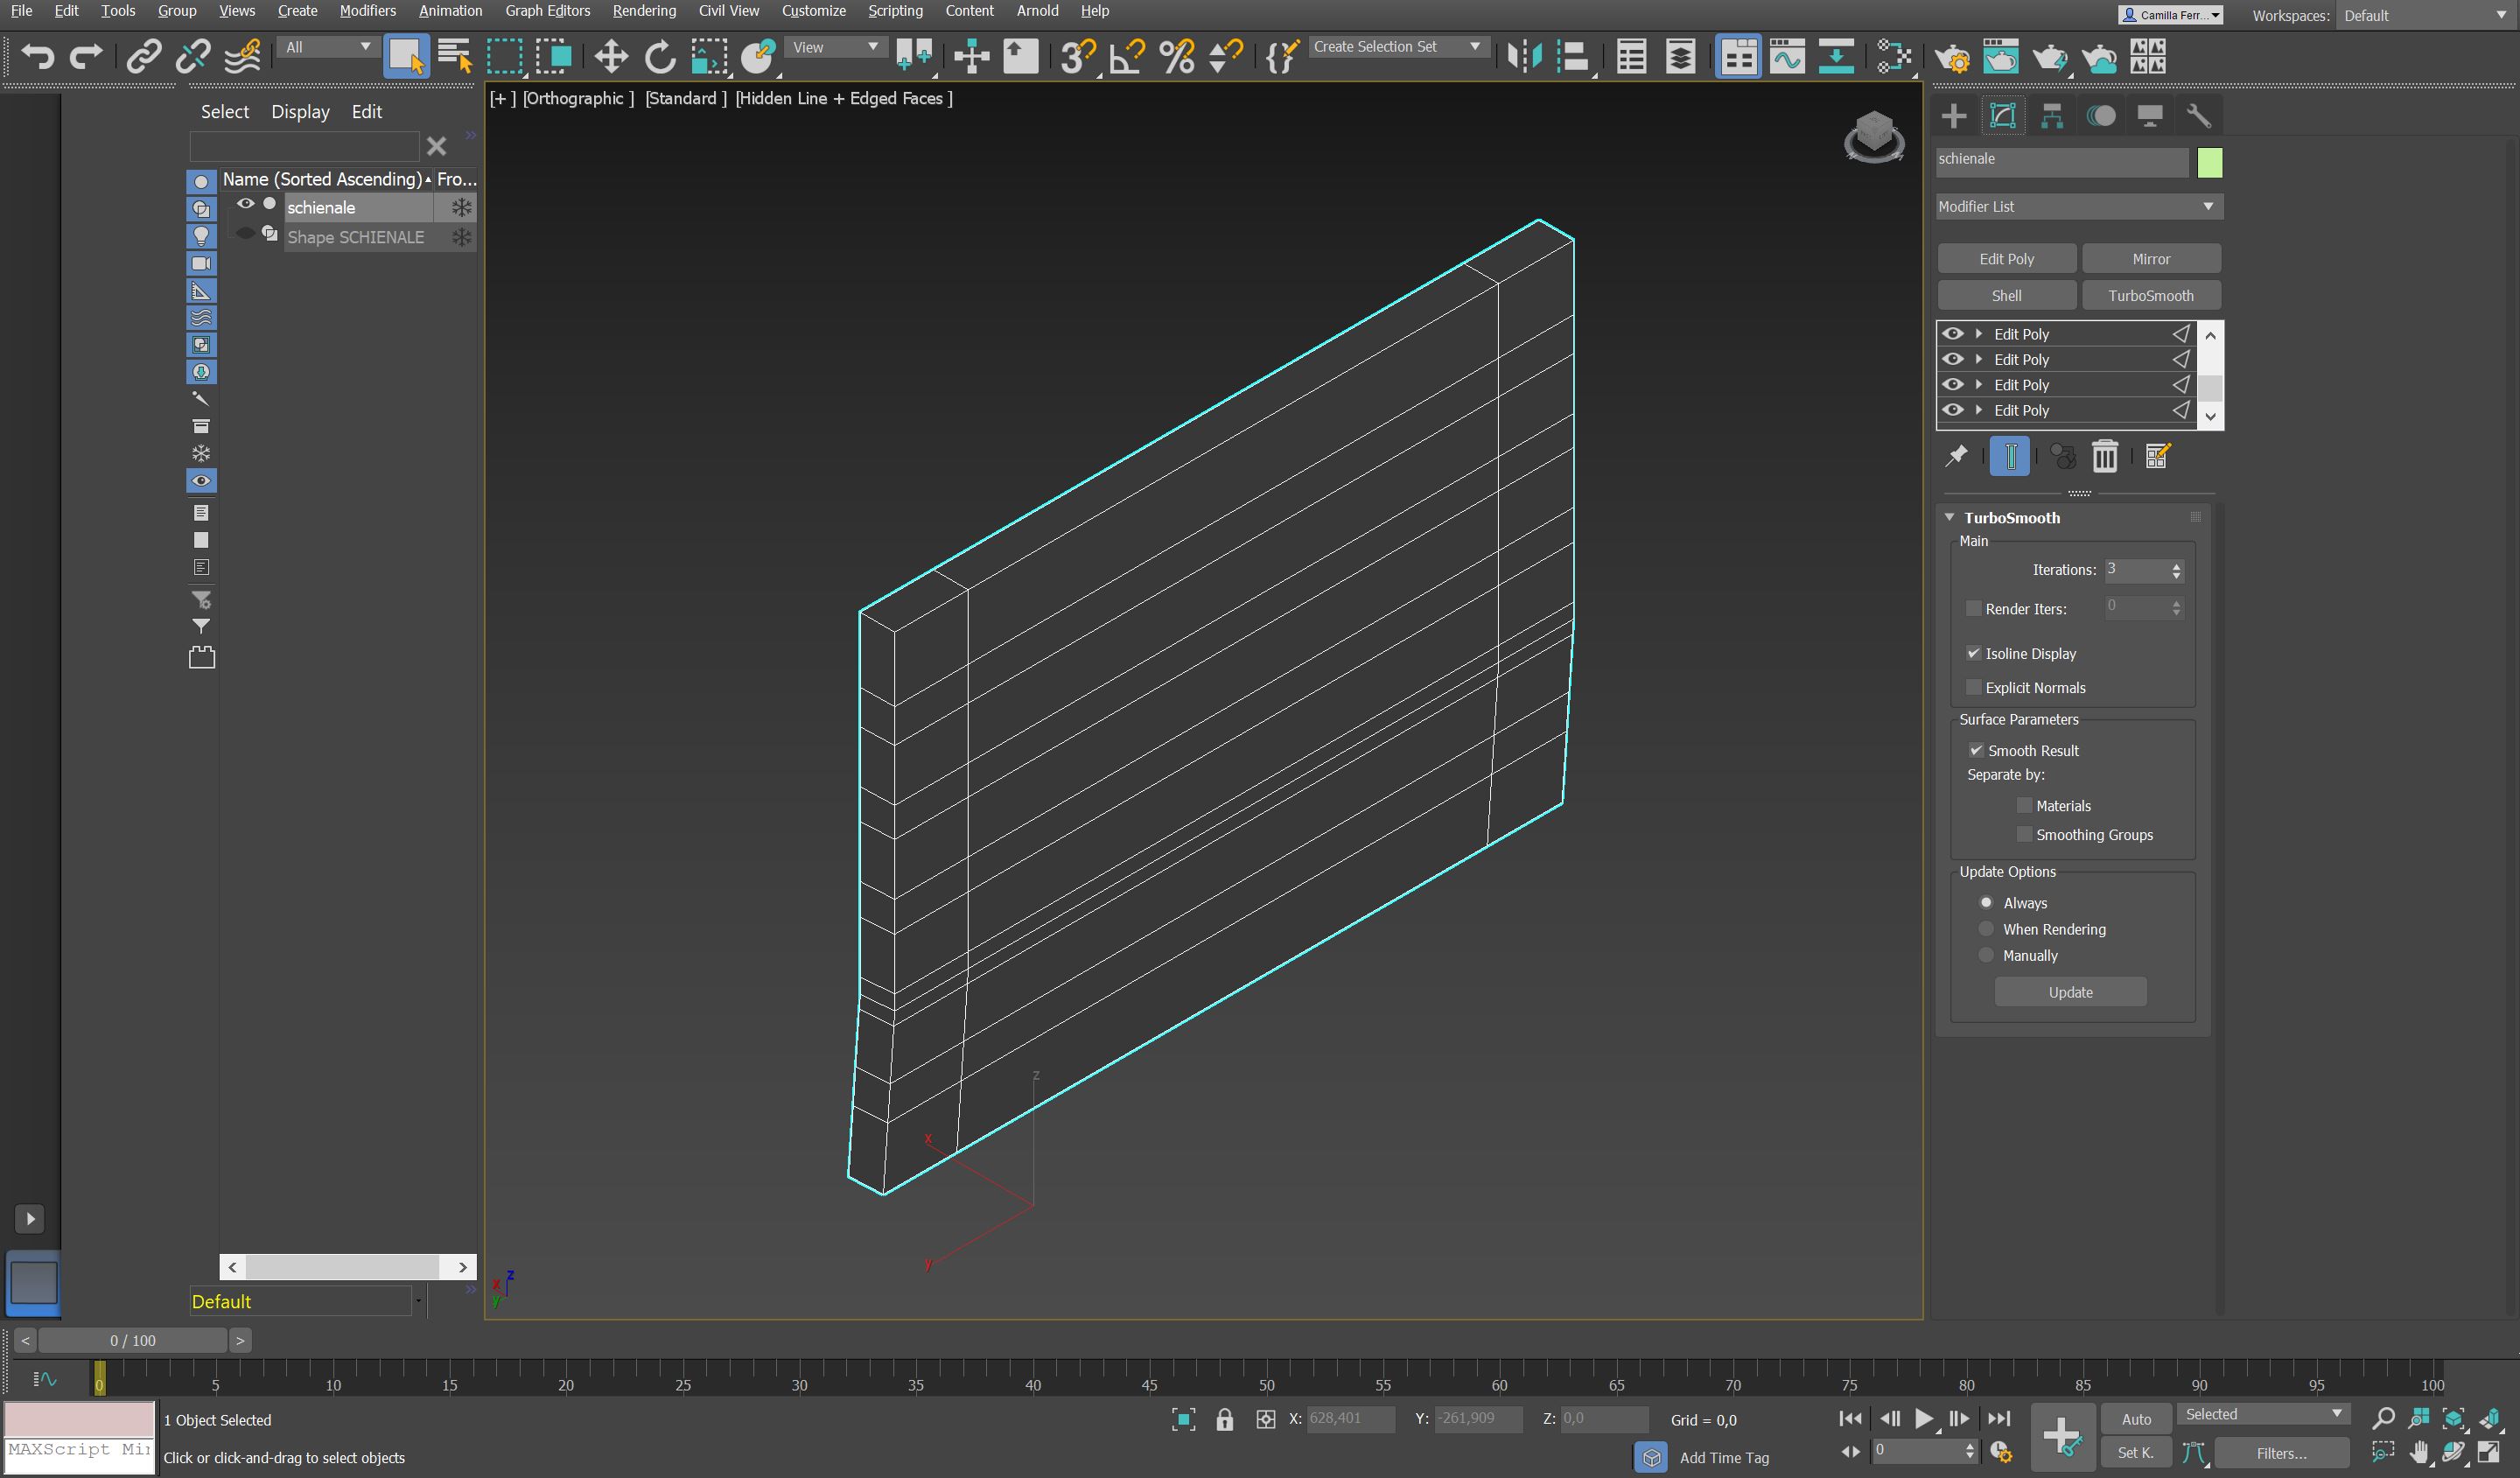 File Edit Tools Group Views Create Modifiers Animation Graph Editors Rendering Civil View Customize Scripting Content Arnold Help
Camilla Ferr...
Workspaces: Default
All
View
Create Selection Set
Select Display Edit
Name (Sorted Ascending) Fro...
schienale
Shape SCHIENALE
Default
[+ ] [Orthographic ] [Standard ] [Hidden Line + Edged Faces ]
z
x
y
z
x
y
schienale
Modifier List
Edit Poly Mirror
Shell TurboSmooth
Edit Poly
Edit Poly
Edit Poly
Edit Poly
TurboSmooth
Main
Iterations: 3
Render Iters: 0
Isoline Display
Explicit Normals
Surface Parameters
Smooth Result
Separate by:
Materials
Smoothing Groups
Update Options
Always
When Rendering
Manually
Update
< 0 / 100 >
0 5 10 15 20 25 30 35 40 45 50 55 60 65 70 75 80 85 90 95 100
1 Object Selected
X: 628,401 Y: -261,909 Z: 0,0 Grid = 0,0
Auto Selected
MAXScript Mi
Click or click-and-drag to select objects
Add Time Tag
0
Set K. Filters...